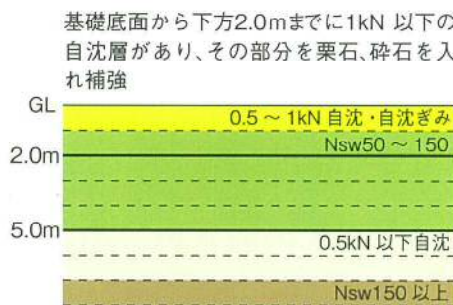 基礎底面から下方2.0mまでに1kN 以下の
自沈層があり、その部分を栗石、砕石を入
れ補強
GL
0.5 ～ 1kN 自沈・自沈ぎみ
Nsw50 ～ 150
2.0m
5.0m
0.5kN 以下自沈
Nsw150 以上